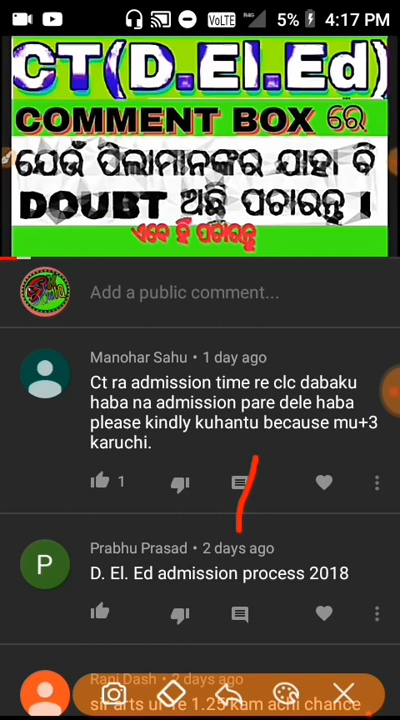 VoLTE R4G 5% 4:17 PM
CT(D.El.Ed)
COMMENT BOX ରେ
ଯେଉଁ ପିଲାମାନଙ୍କର ଯାହା ବି
DOUBT ଅଛି ପଚାରନ୍ତୁ ।
ଏବେ ହିଁ ପଚାରନ୍ତୁ
Add a public comment...
Manohar Sahu • 1 day ago
Ct ra admission time re clc dabaku
haba na admission pare dele haba
please kindly kuhantu because mu+3
karuchi.
1
P
Prabhu Prasad • 2 days ago
D. El. Ed admission process 2018
Rani Dash • 2 days ago
sir arts ur re 1.25 kam achi chance